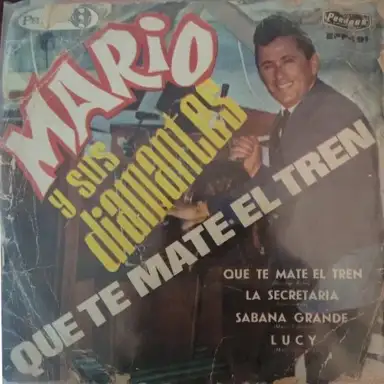 MARIO
y sus
diamantes
QUE TE MATE EL TREN
QUE TE MATE EL TREN
LA SECRETARIA
SABANA GRANDE
LUCY